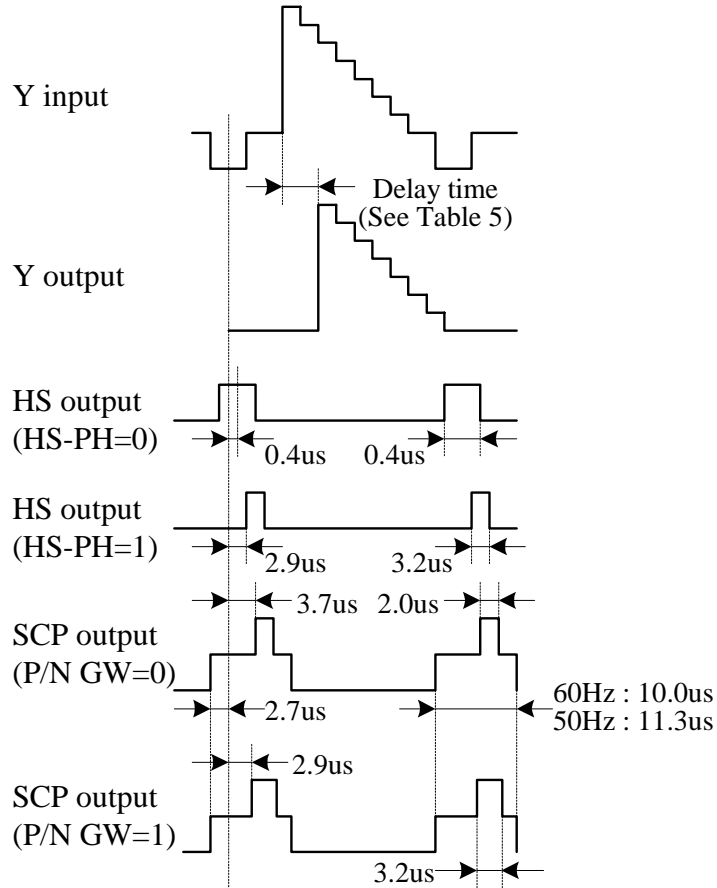 Y input
Delay time
(See Table 5)
Y output
HS output
(HS-PH=0)
0.4us
0.4us
HS output
(HS-PH=1)
2.9us
3.2us
3.7us
2.0us
SCP output
(P/N GW=0)
60Hz : 10.0us
50Hz : 11.3us
2.7us
2.9us
SCP output
(P/N GW=1)
3.2us